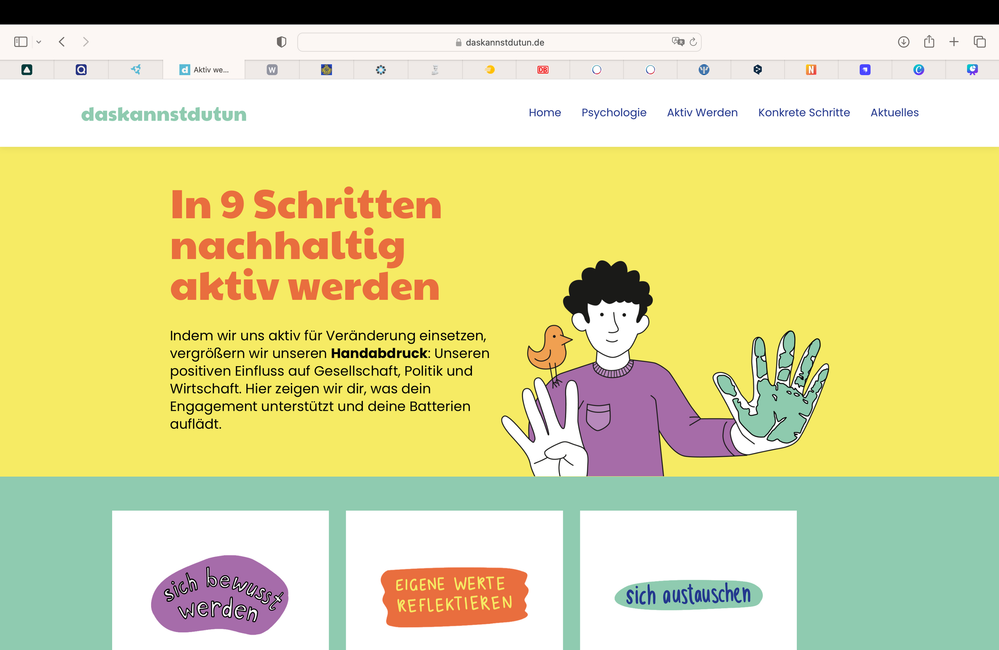 daskannstdutun.de
Aktiv we...
W
DB
N
daskannstdutun
Home Psychologie Aktiv Werden Konkrete Schritte Aktuelles
In 9 Schritten
nachhaltig
aktiv werden
Indem wir uns aktiv für Veränderung einsetzen,
vergrößern wir unseren Handabdruck: Unseren
positiven Einfluss auf Gesellschaft, Politik und
Wirtschaft. Hier zeigen wir dir, was dein
Engagement unterstützt und deine Batterien
auflädt.
sich bewusst
werden
EIGENE WERTE
REFLEKTIEREN
sich austauschen